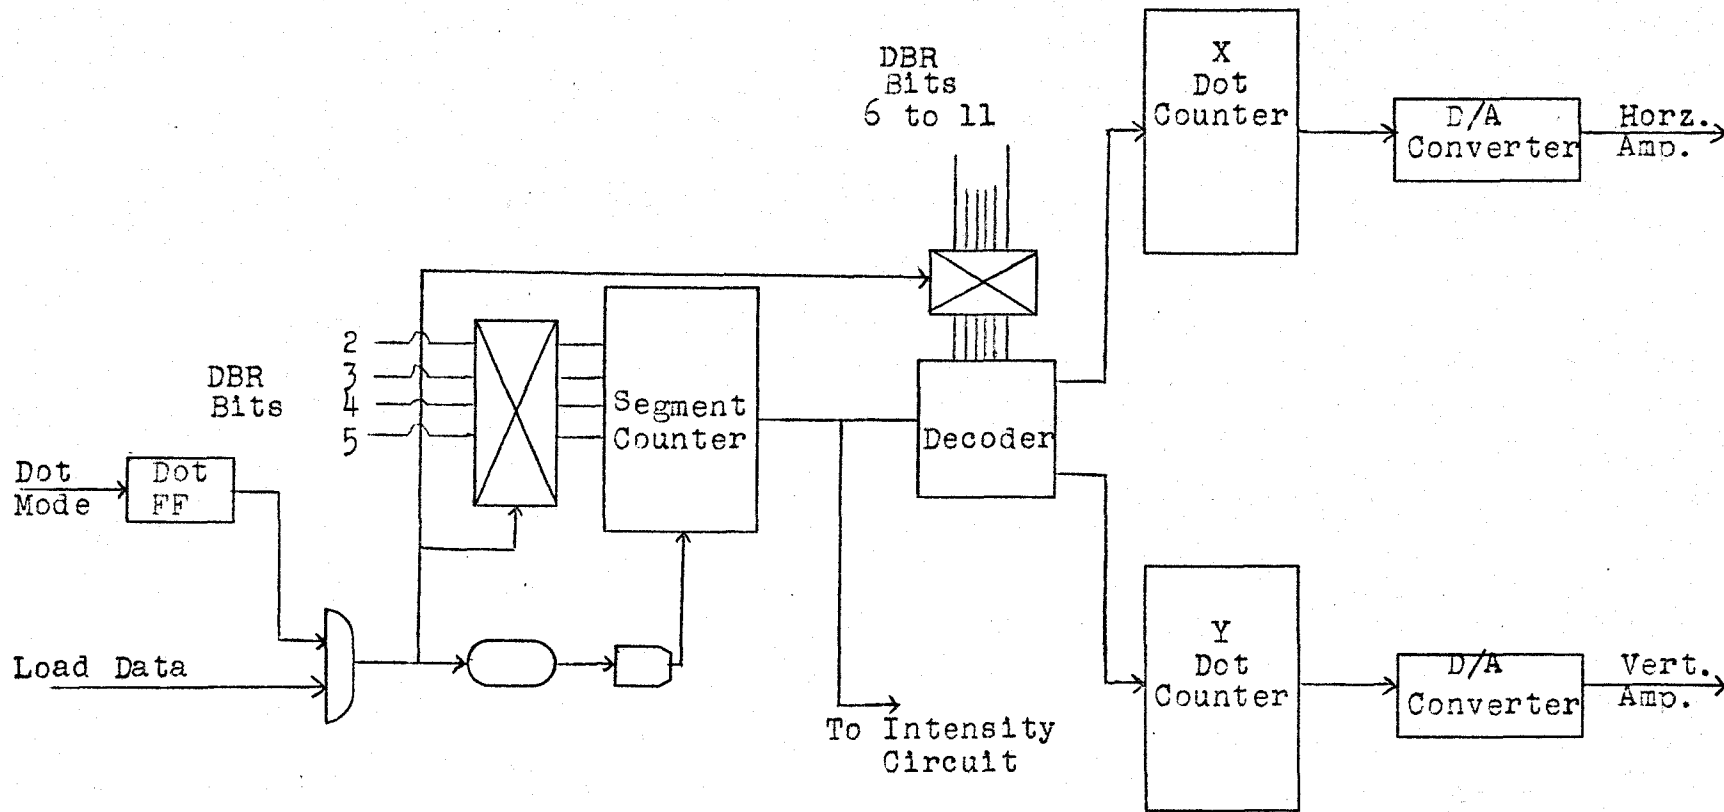 X
Dot
Counter
DBR
Bits
6 to 11
D/A
Converter
Horz.
Amp.
2
3
4
5
DBR
Bits
Segment
Counter
Decoder
Dot
Mode
Dot
FF
Load Data
To Intensity
Circuit
Y
Dot
Counter
D/A
Converter
Vert.
Amp.